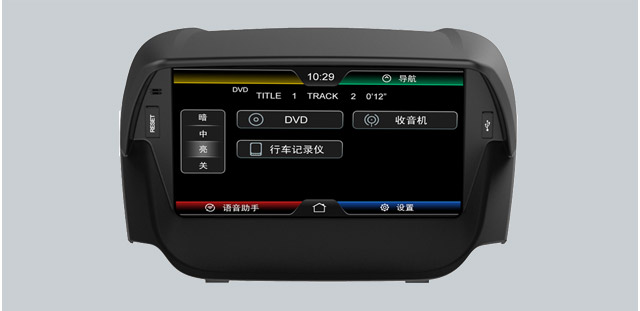 10:29
导航
DVD
TITLE 1 TRACK 2 0'12"
RESET
暗
中
亮
关
DVD
收音机
行车记录仪
语音助手
设置